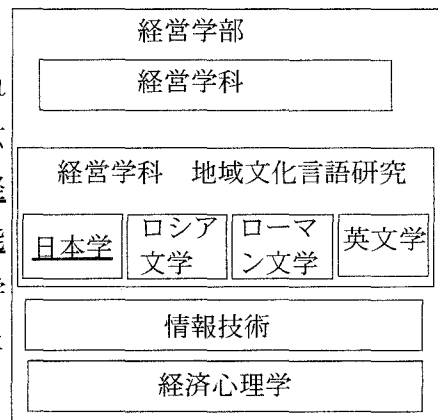 経営学部
経営学科
経営学科 地域文化言語研究
日本学
ロシア
文学
ローマ
ン文学
英文学
情報技術
経済心理学